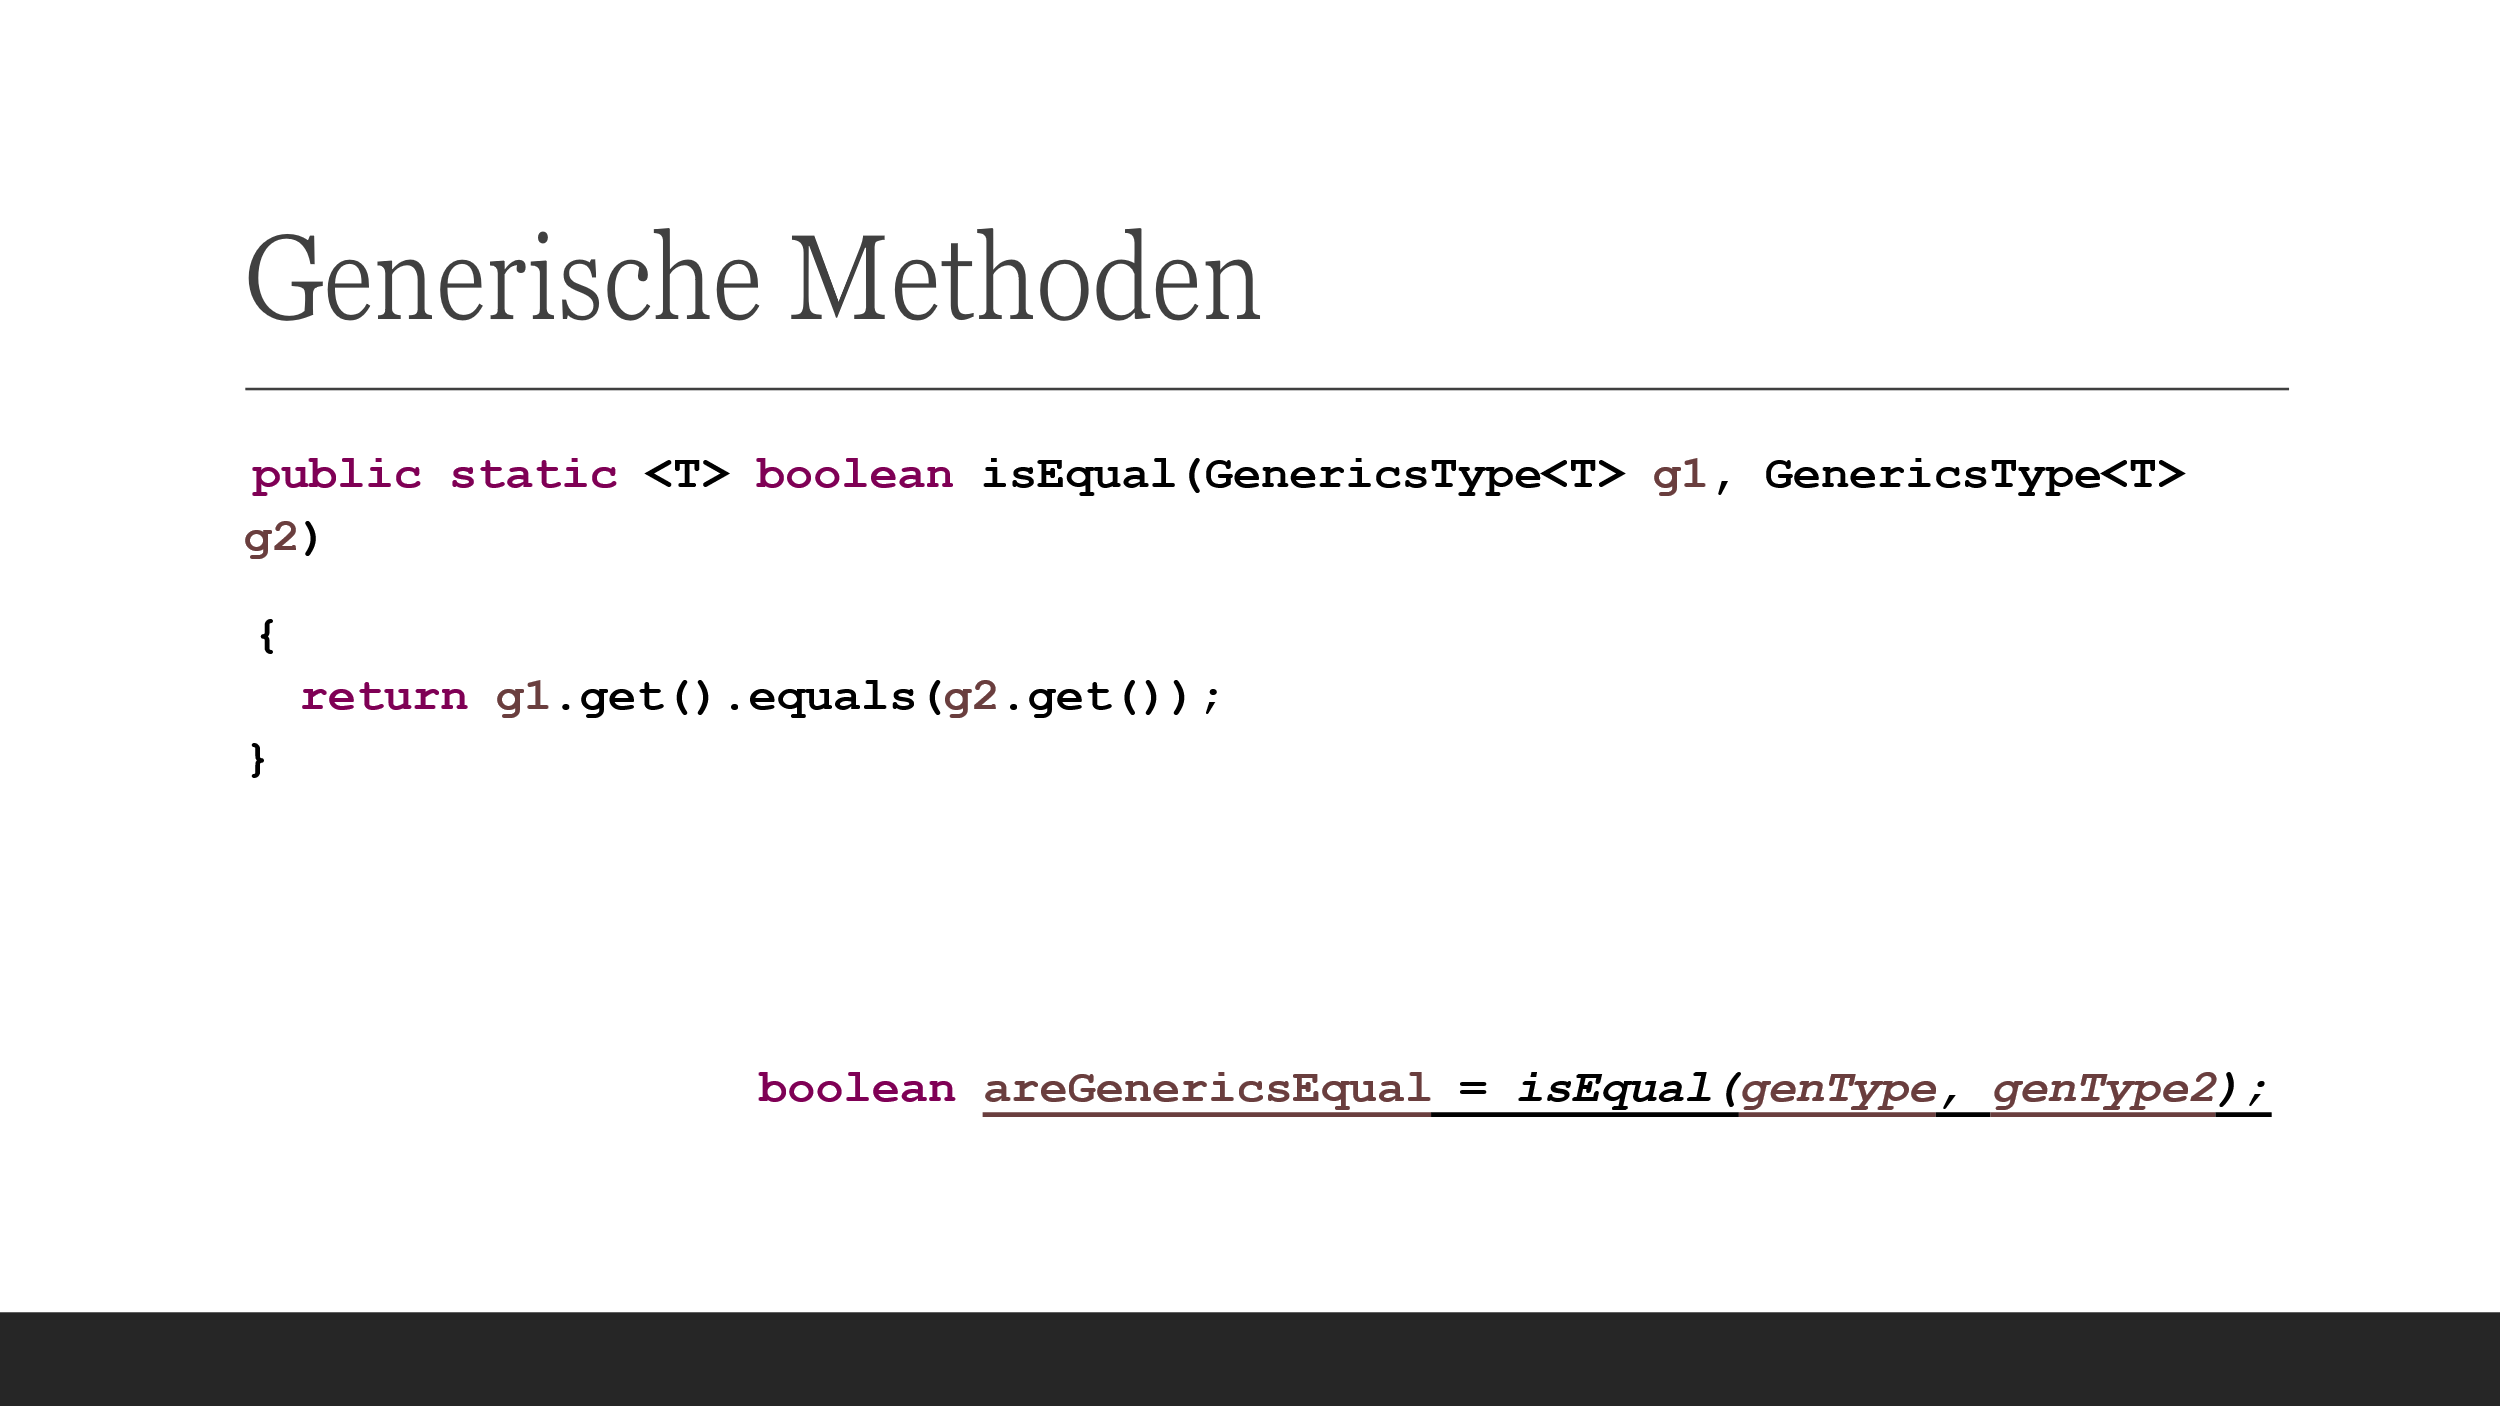 Generische Methoden
public static <T> boolean isEqual(GenericsType<T> g1, GenericsType<T>
g2)
{
return g1.get().equals(g2.get());
}
boolean areGenericsEqual = isEqual(genType, genType2);